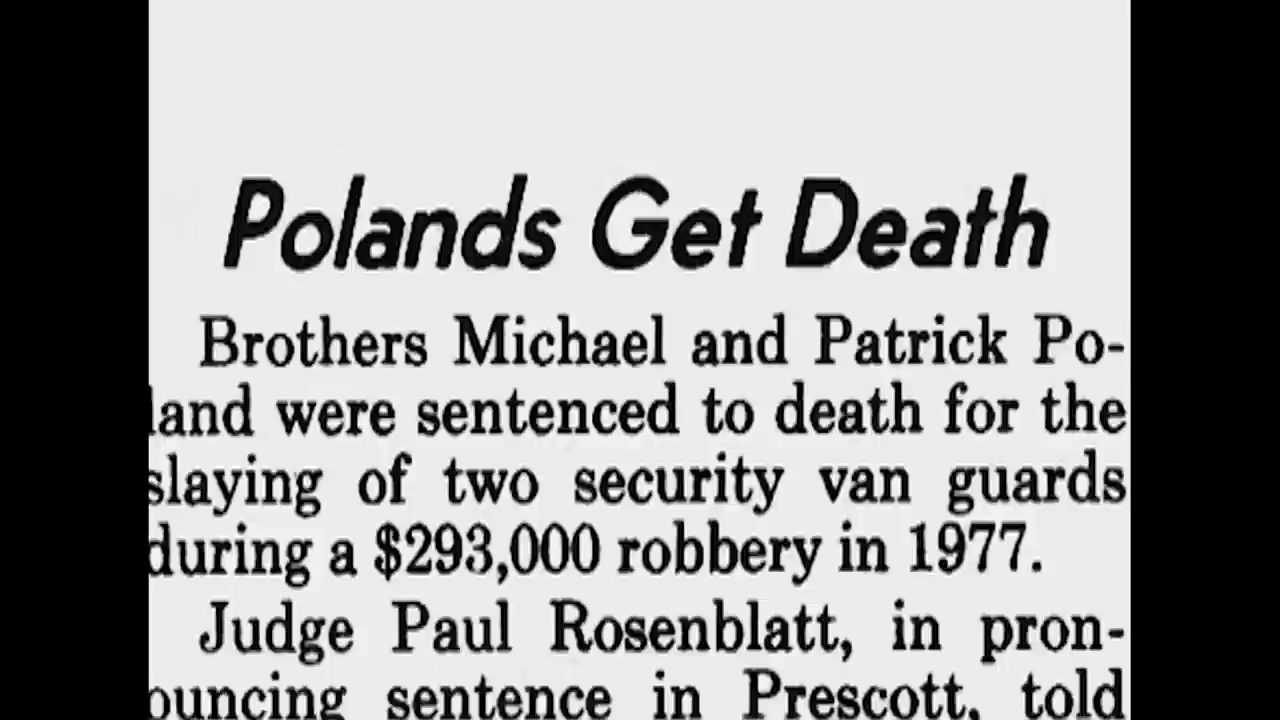 Polands Get Death
Brothers Michael and Patrick Po-
land were sentenced to death for the
slaying of two security van guards
during a $293,000 robbery in 1977.
Judge Paul Rosenblatt, in pron-
ouncing sentence in Prescott, told